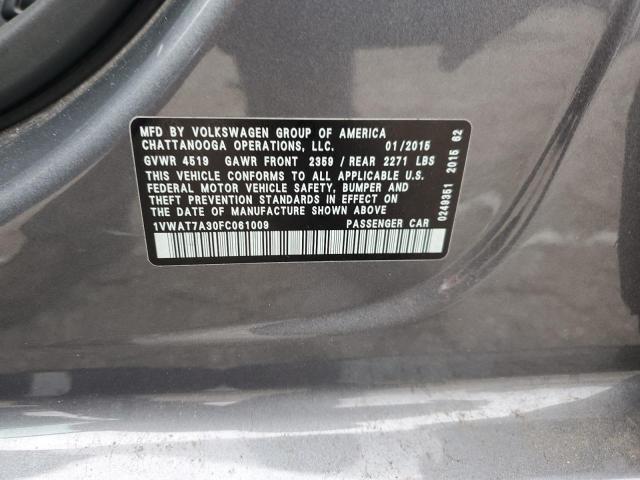 MFD BY VOLKSWAGEN GROUP OF AMERICA
CHATTANOOGA OPERATIONS, LLC. 01/2015
GVWR 4519 GAWR FRONT 2359 / REAR 2271 LBS
THIS VEHICLE CONFORMS TO ALL APPLICABLE U.S.
FEDERAL MOTOR VEHICLE SAFETY, BUMPER AND
THEFT PREVENTION STANDARDS IN EFFECT ON
THE DATE OF MANUFACTURE SHOWN ABOVE
1VWAT7A30FC061009 PASSENGER CAR
0249351 2015 62